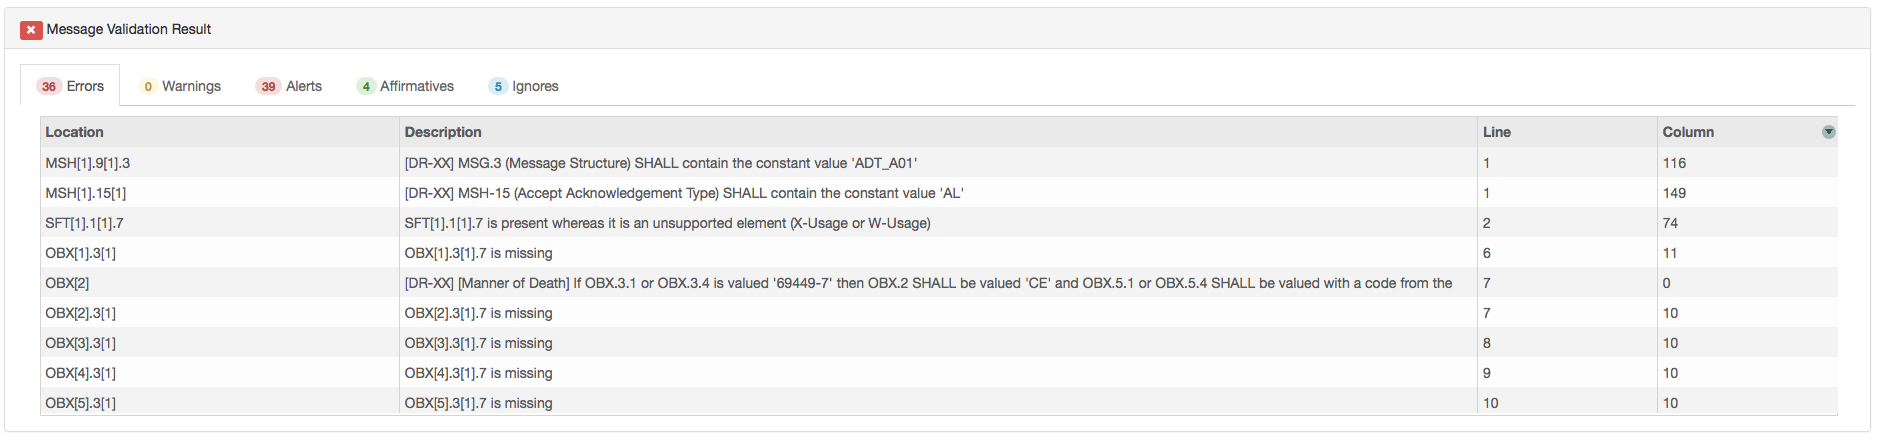 Message Validation Result
36 Errors 0 Warnings 39 Alerts 4 Affirmatives 5 Ignores
Location Description Line Column
MSH[1].9[1].3 [DR-XX] MSG.3 (Message Structure) SHALL contain the constant value 'ADT_A01' 1 116
MSH[1].15[1] [DR-XX] MSH-15 (Accept Acknowledgement Type) SHALL contain the constant value 'AL' 1 149
SFT[1].1[1].7 SFT[1].1[1].7 is present whereas it is an unsupported element (X-Usage or W-Usage) 2 74
OBX[1].3[1] OBX[1].3[1].7 is missing 6 11
OBX[2] [DR-XX] [Manner of Death] If OBX.3.1 or OBX.3.4 is valued '69449-7' then OBX.2 SHALL be valued 'CE' and OBX.5.1 or OBX.5.4 SHALL be valued with a code from the 7 0
OBX[2].3[1] OBX[2].3[1].7 is missing 7 10
OBX[3].3[1] OBX[3].3[1].7 is missing 8 10
OBX[4].3[1] OBX[4].3[1].7 is missing 9 10
OBX[5].3[1] OBX[5].3[1].7 is missing 10 10